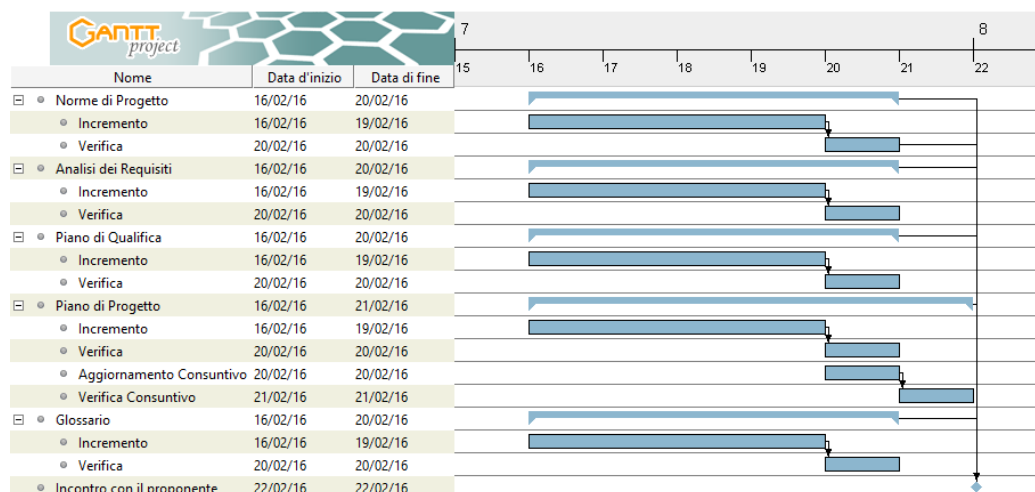 GANTT project
7 8
Nome Data d'inizio Data di fine 15 16 17 18 19 20 21 22
Norme di Progetto 16/02/16 20/02/16
Incremento 16/02/16 19/02/16
Verifica 20/02/16 20/02/16
Analisi dei Requisiti 16/02/16 20/02/16
Incremento 16/02/16 19/02/16
Verifica 20/02/16 20/02/16
Piano di Qualifica 16/02/16 20/02/16
Incremento 16/02/16 19/02/16
Verifica 20/02/16 20/02/16
Piano di Progetto 16/02/16 21/02/16
Incremento 16/02/16 19/02/16
Verifica 20/02/16 20/02/16
Aggiornamento Consuntivo 20/02/16 20/02/16
Verifica Consuntivo 21/02/16 21/02/16
Glossario 16/02/16 20/02/16
Incremento 16/02/16 19/02/16
Verifica 20/02/16 20/02/16
Incontro con il proponente 22/02/16 22/02/16